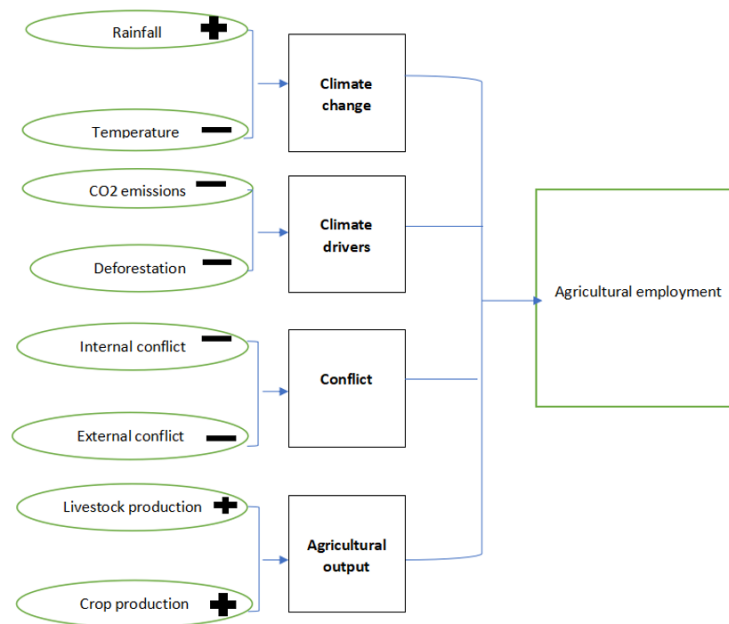 Rainfall
Climate
change
Temperature
CO2 emissions
Climate
drivers
Deforestation
Agricultural employment
Internal conflict
Conflict
External conflict
Livestock production
Agricultural
output
Crop production